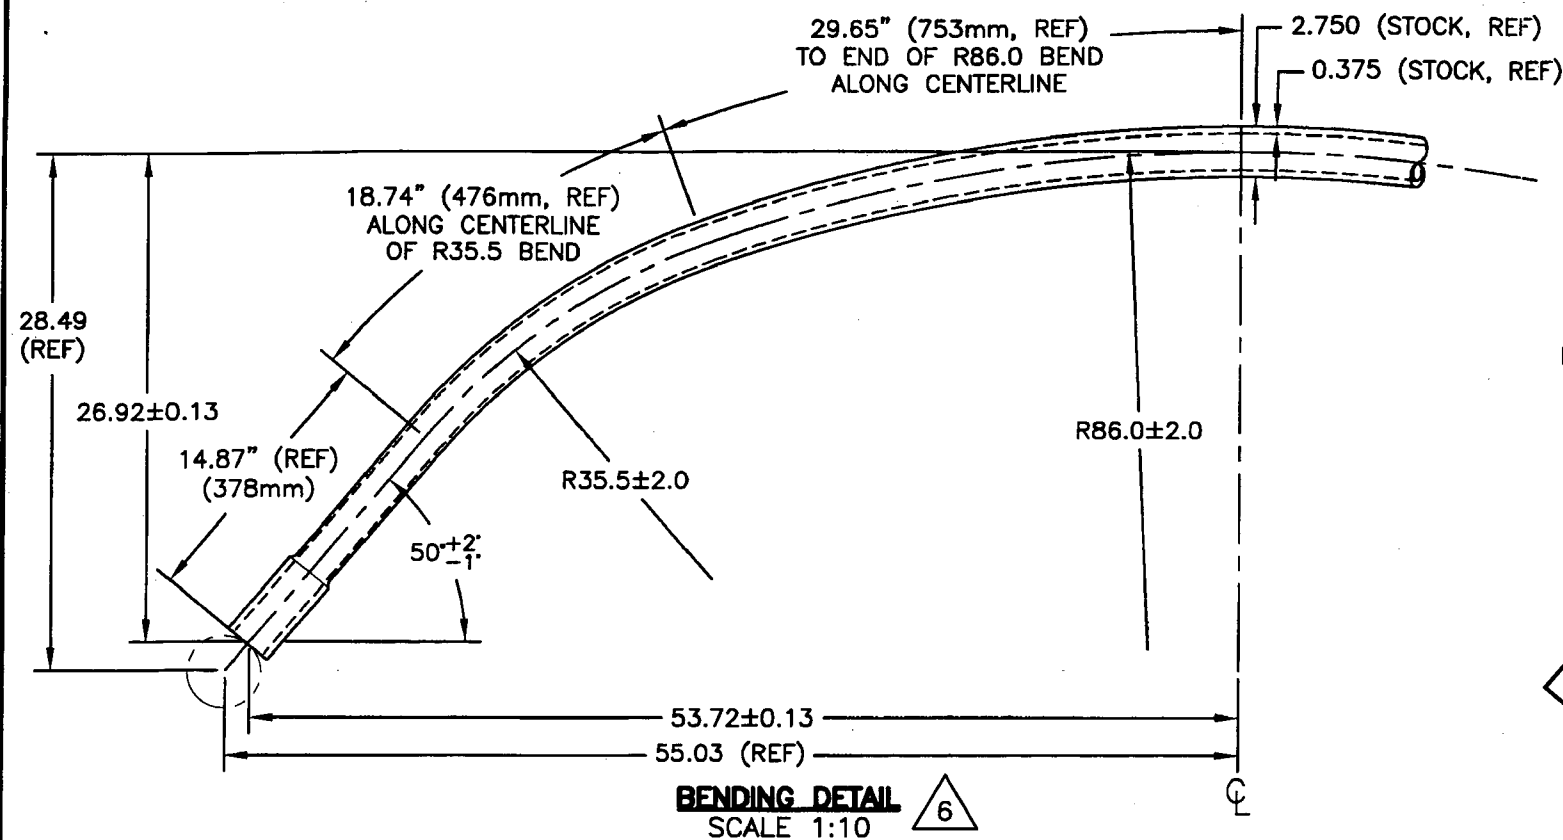 29.65" (753mm, REF)
TO END OF R86.0 BEND
ALONG CENTERLINE
2.750 (STOCK, REF)
0.375 (STOCK, REF)
18.74" (476mm, REF)
ALONG CENTERLINE
OF R35.5 BEND
28.49
(REF)
26.92±0.13
14.87" (REF)
(378mm)
R86.0±2.0
R35.5±2.0
50°+2°
-1°
53.72±0.13
55.03 (REF)
℄
BENDING DETAIL
6
SCALE 1:10